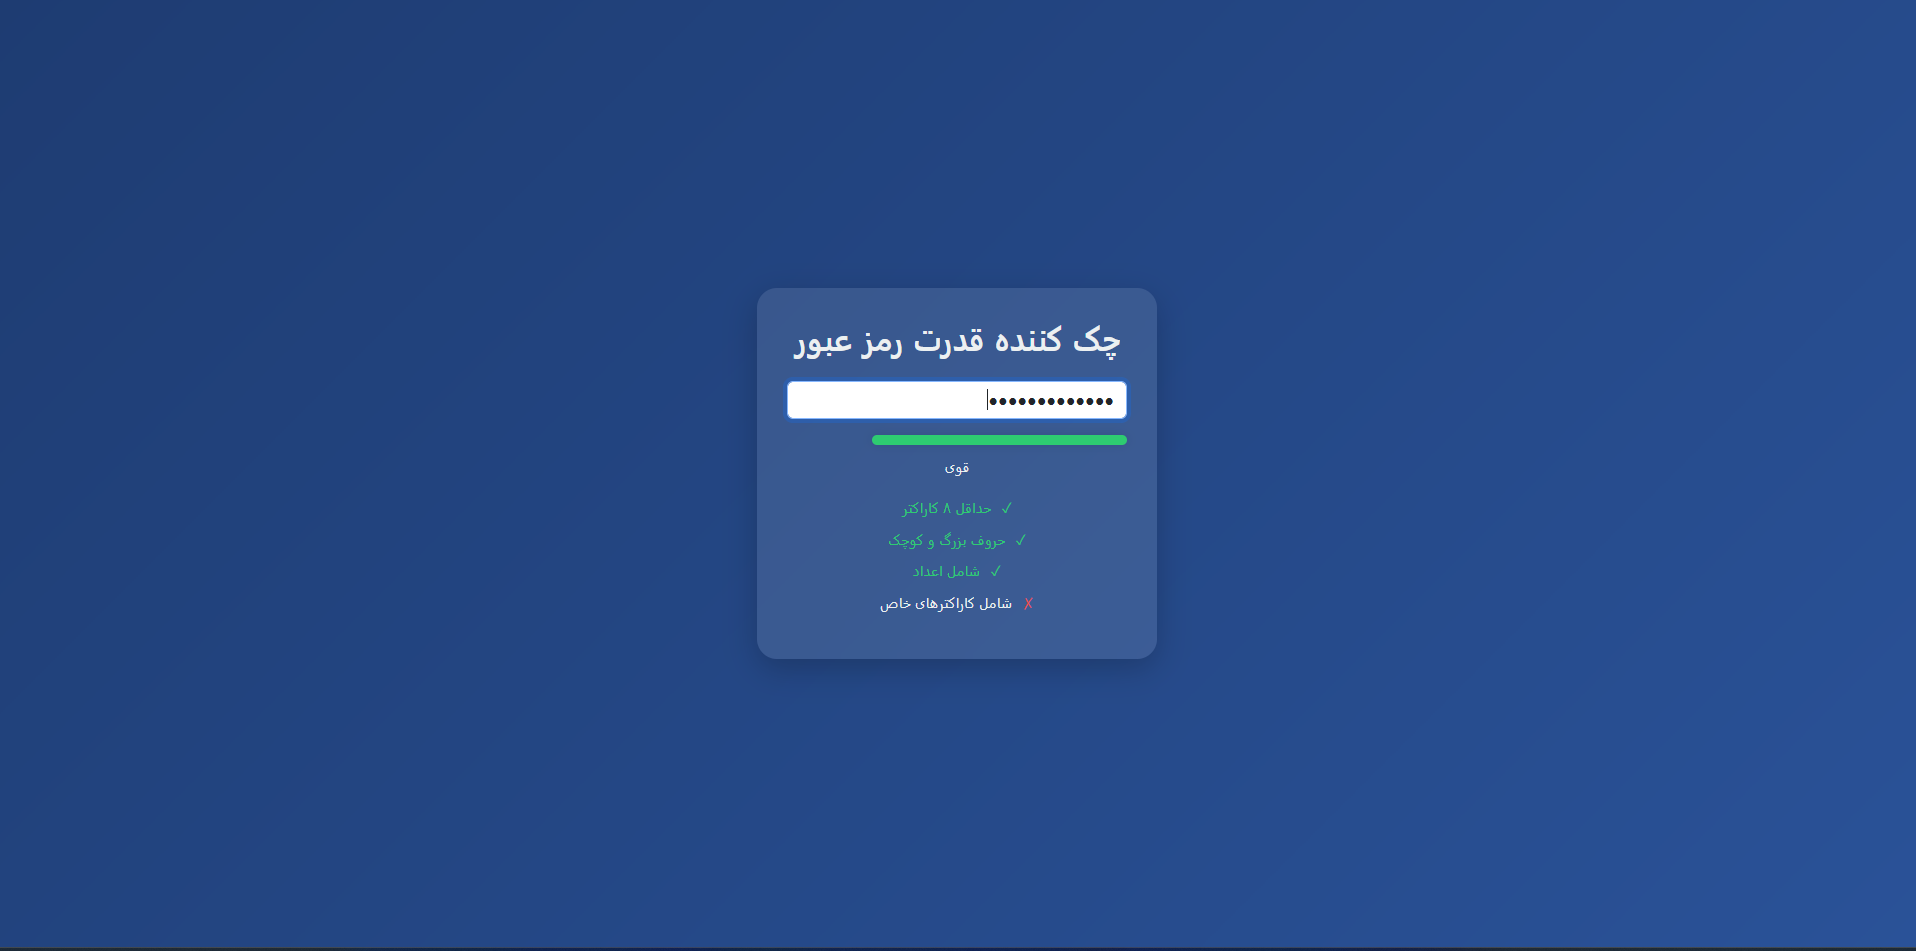 چک کننده قدرت رمز عبور
•••••••••••••
قوی
✓ حداقل ۸ کاراکتر
✓ حروف بزرگ و کوچک
✓ شامل اعداد
✗ شامل کاراکترهای خاص